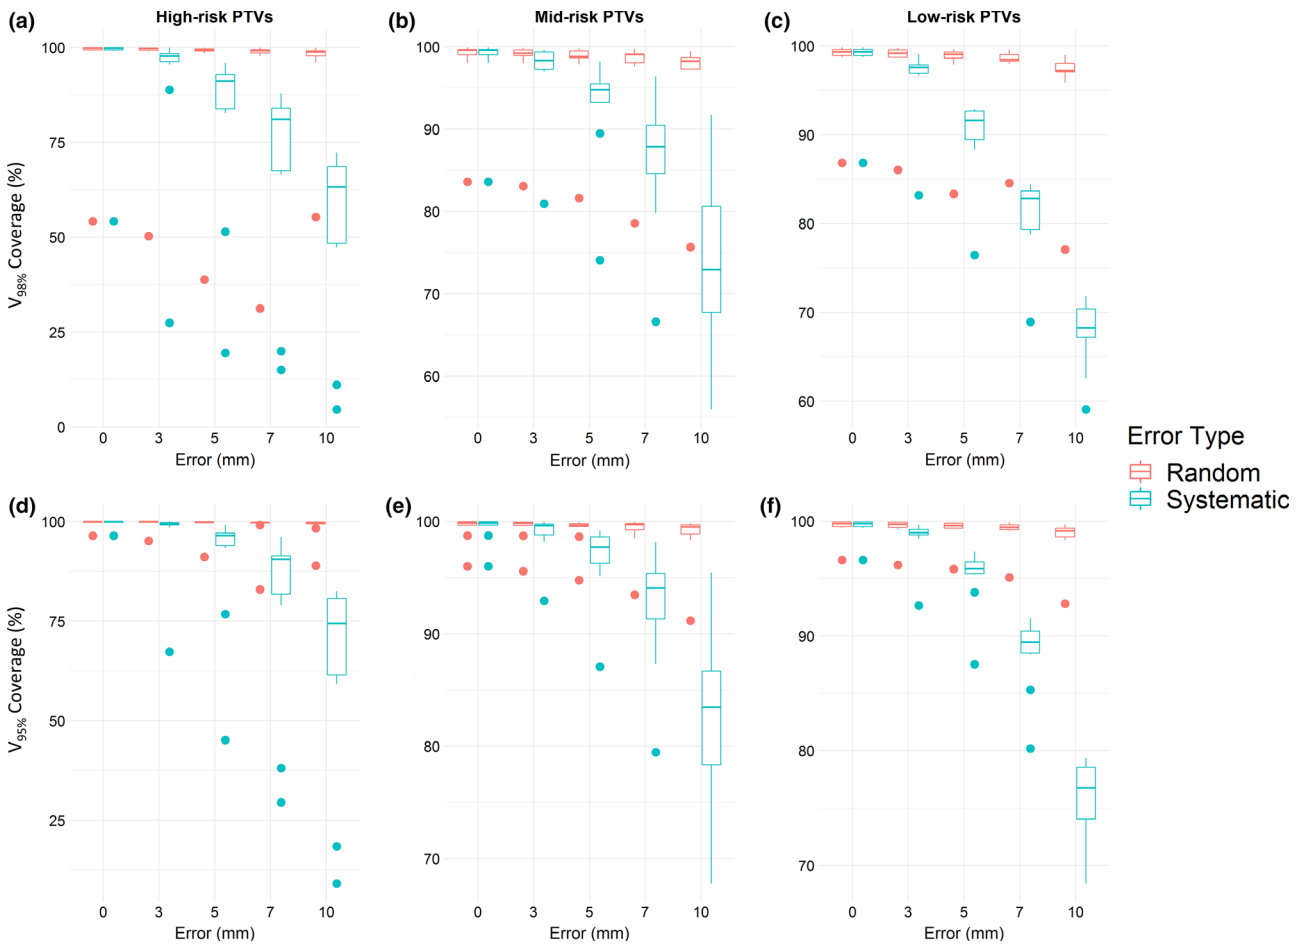 (a) High-risk PTVs
(b) Mid-risk PTVs
(c) Low-risk PTVs
V98% Coverage (%)
100
75
50
25
0
0 3 5 7 10
Error (mm)
100
90
80
70
60
0 3 5 7 10
Error (mm)
100
90
80
70
60
0 3 5 7 10
Error (mm)
Error Type
Random
Systematic
(d)
V95% Coverage (%)
100
75
50
25
0 3 5 7 10
Error (mm)
(e)
100
90
80
70
0 3 5 7 10
Error (mm)
(f)
100
90
80
70
0 3 5 7 10
Error (mm)